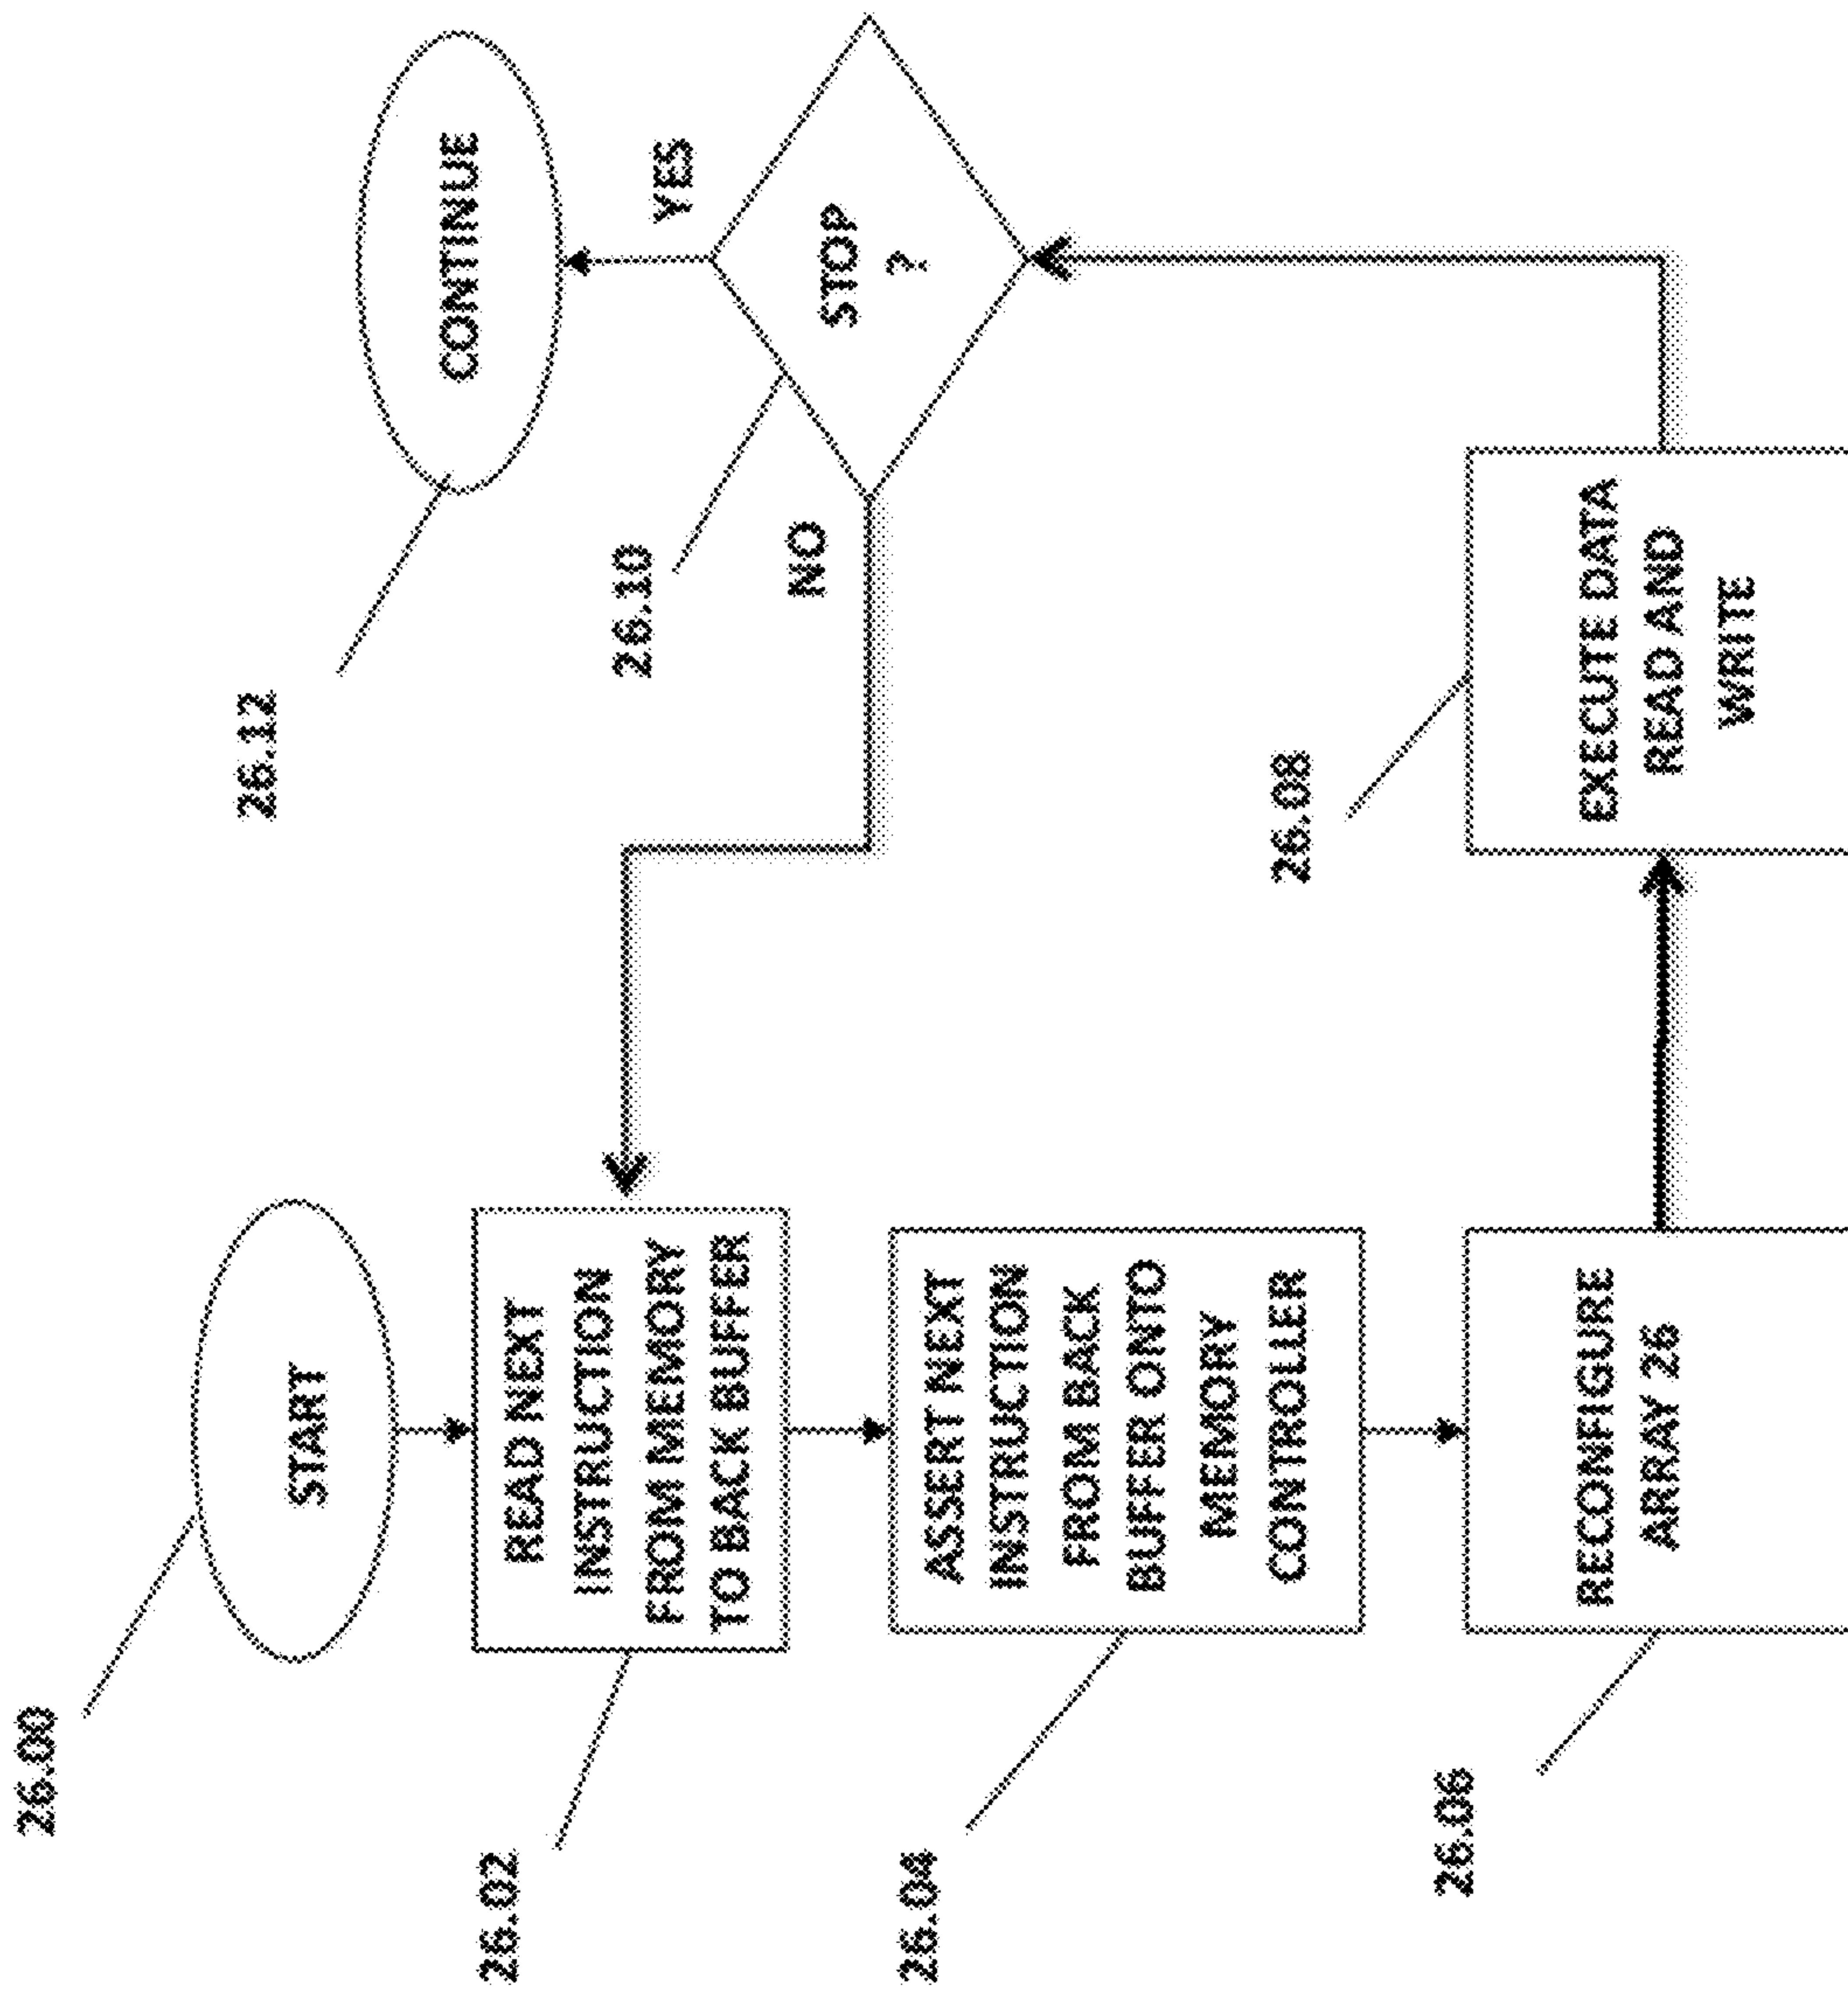 26.00
START
26.02
READ NEXT
INSTRUCTION
FROM MEMORY
TO BACK BUFFER
26.04
ASSERT NEXT
INSTRUCTION
FROM BACK
BUFFER ONTO
MEMORY
CONTROLLER
26.06
RECONFIGURE
ARRAY 26
26.08
EXECUTE DATA
READ AND
WRITE
26.10
STOP
?
NO
YES
26.12
CONTINUE